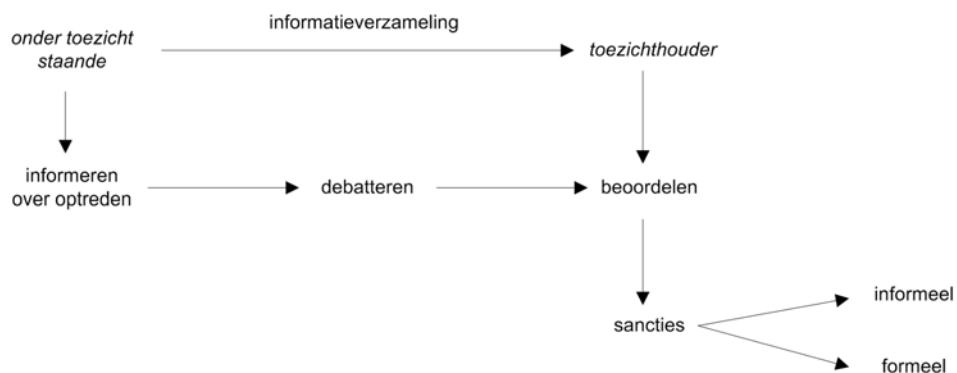 informatieverzameling
onder toezicht
staande
toezichthouder
informeren
over optreden
debatteren
beoordelen
sancties
informeel
formeel